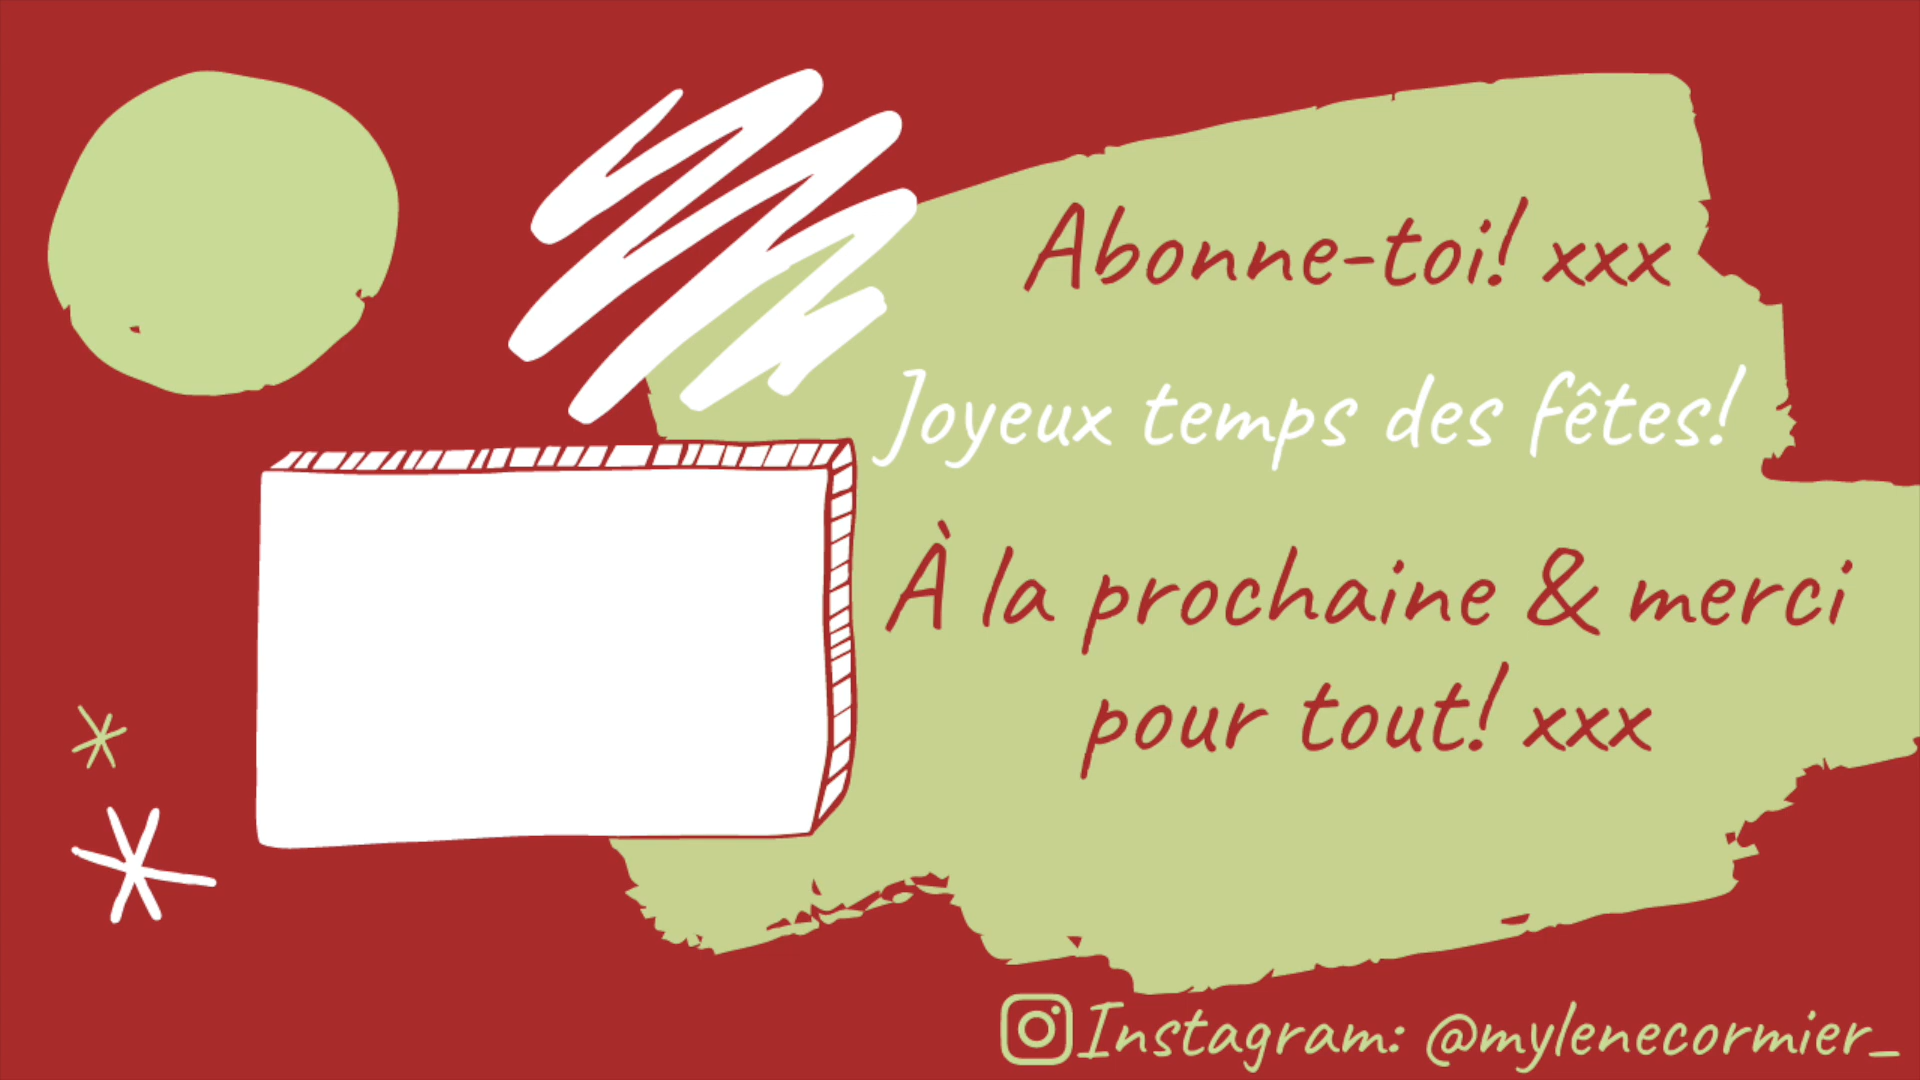 Abonne-toi! xxx
Joyeux temps des fêtes!
À la prochaine & merci
pour tout! xxx
Instagram: @mylenecormier_